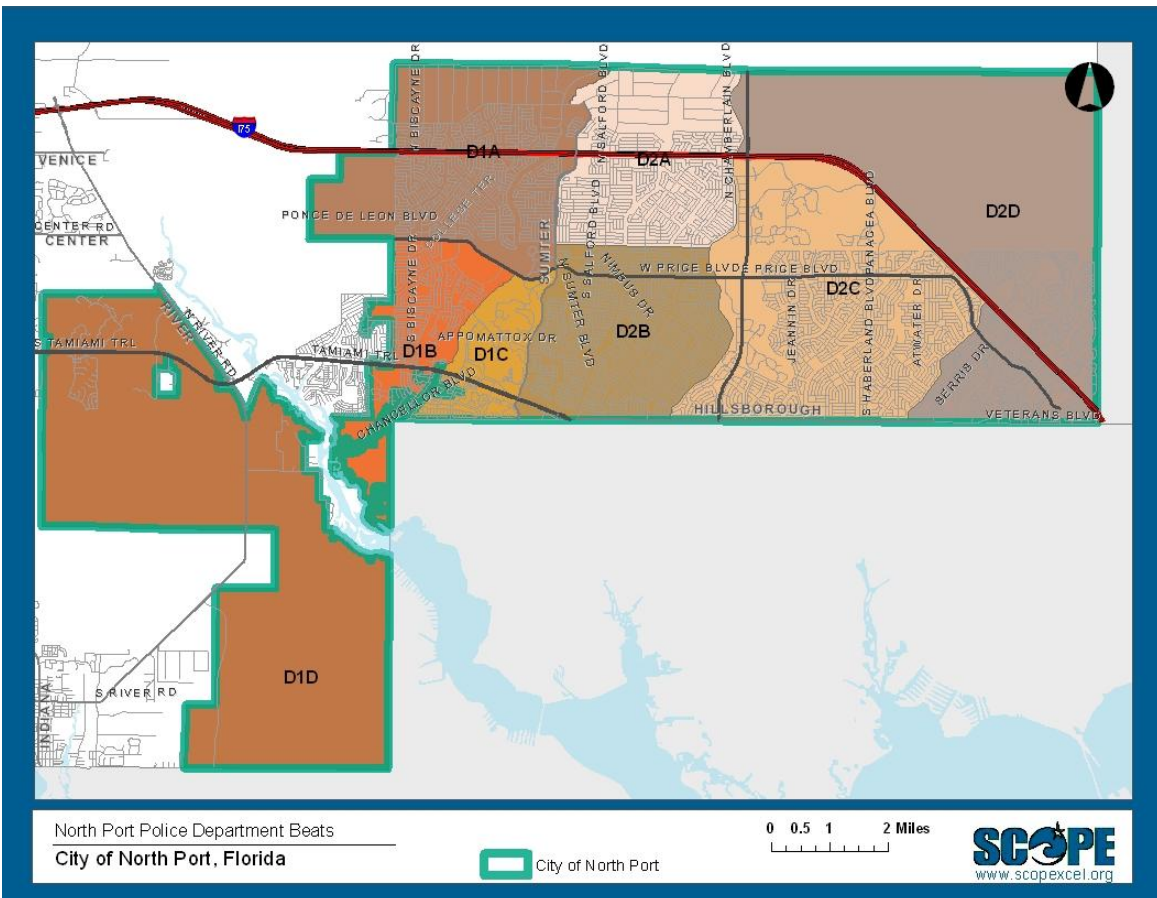 N BISCAYNE DR
N SALFORD BLVD
N CHAMBERLAIN BLVD
175
VENICE
D1A
D2A
COLLEGE TER
PONCE DE LEON BLVD
CENTER RD
CENTER
D2D
SUMTER
S SALFORD BLVD
NIMBUS DR
PANACEA BLVD
W PRICE BLVD
E PRICE BLVD
D2C
S BISCAYNE DR
N SUMTER BLVD
RIVER
N RIVER RD
S TAMIAMI TRL
TAMIAMI TRL
APPOMATTOX DR
D2B
JEANNIN DR
S HABERLAND BLVD
ATWATER DR
D1B
D1C
CHANCELLOR BLVD
SERRIS DR
HILLSBOROUGH
VETERANS BLVD
D1D
S RIVER RD
INDIANA
North Port Police Department Beats
City of North Port, Florida
City of North Port
0 0.5 1 2 Miles
SCOPE
www.scopexcel.org